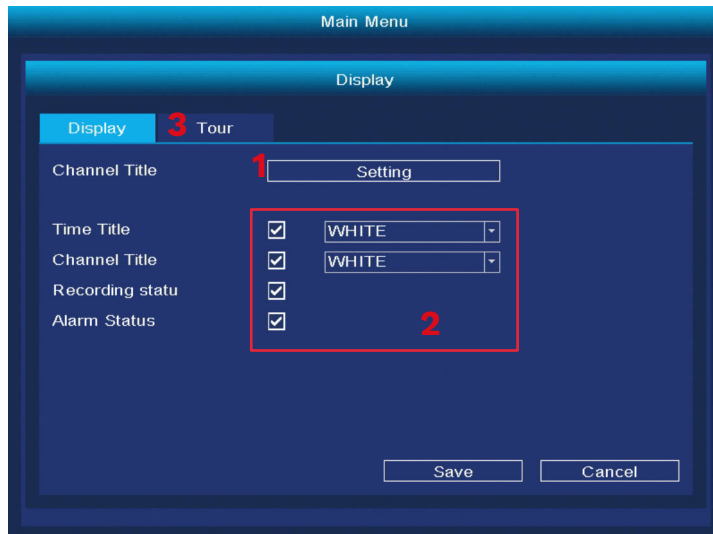 Main Menu
Display
Display 3 Tour
Channel Title 1 Setting
Time Title WHITE
Channel Title WHITE
Recording statu
Alarm Status 2
Save Cancel